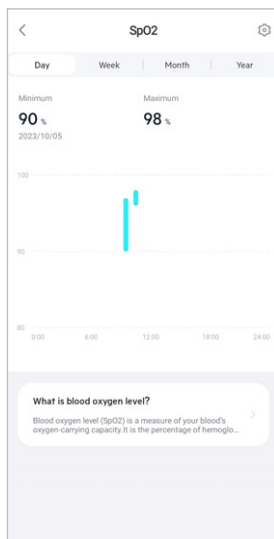 SpO2
Day Week Month Year
Minimum Maximum
90 % 98 %
2023/10/05
100
90
80
0:00 6:00 12:00 18:00 24:00
What is blood oxygen level?
Blood oxygen level (SpO2) is a measure of your blood's
oxygen-carrying capacity.It is the percentage of hemoglo...